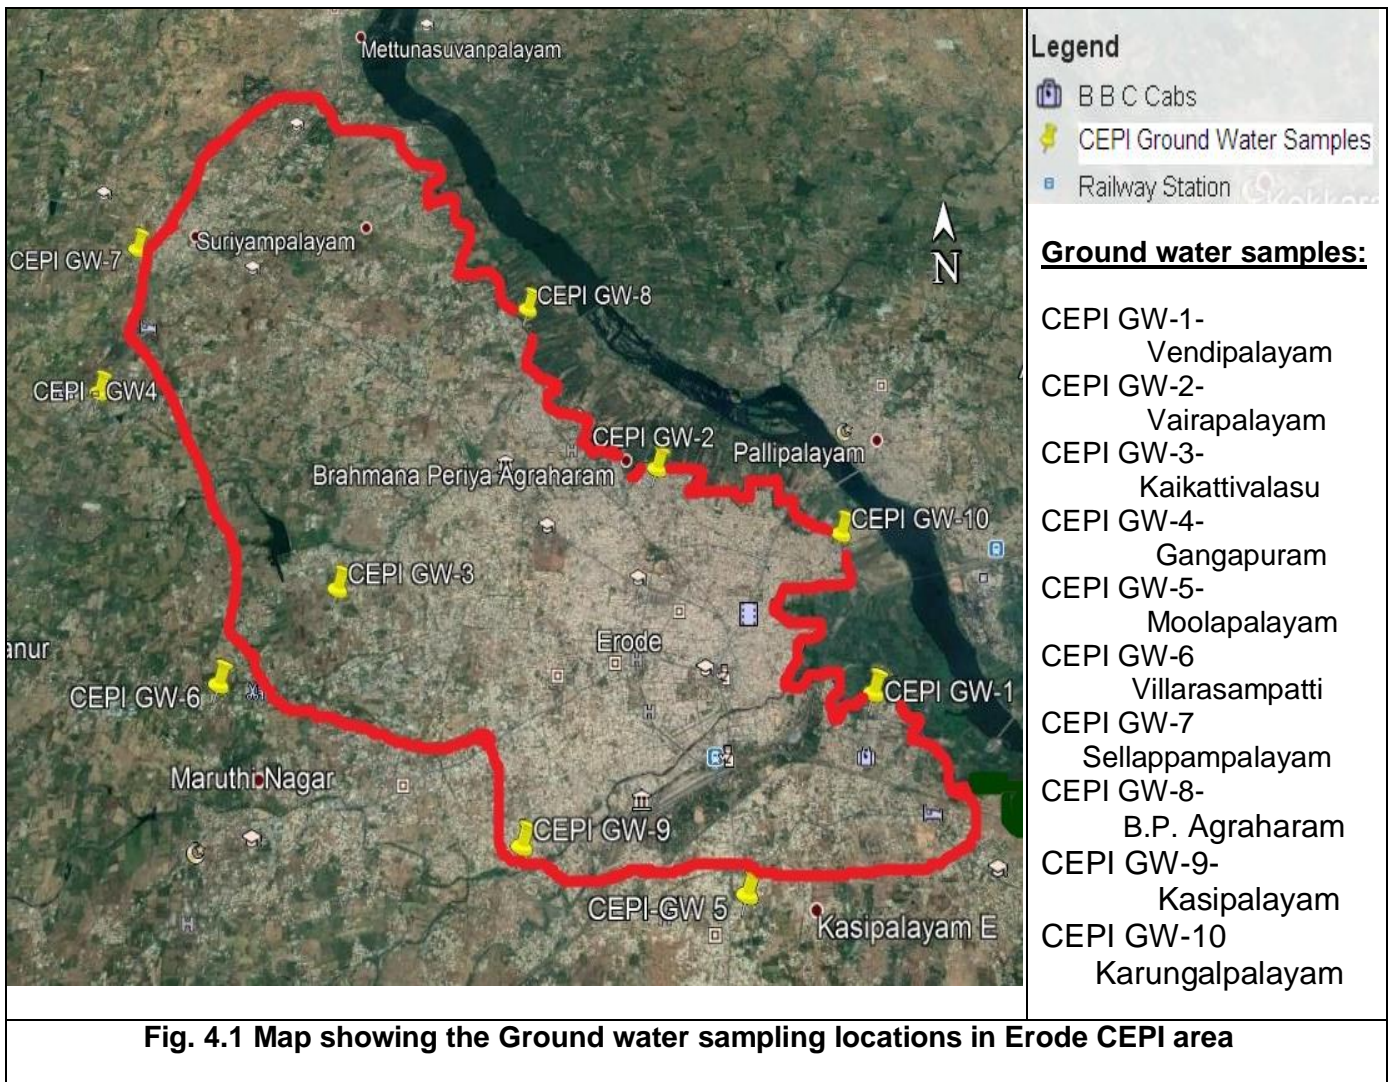 Mettunasuvanpalayam
Suriyampalayam
CEPI GW-7
CEPI GW-8
CEPI - GW4
CEPI GW-2
Pallipalayam
Brahmana Periya Agraharam
CEPI GW-10
CEPI GW-3
Erode
anur
CEPI GW-6
CEPI GW-1
Maruthi Nagar
CEPI GW-9
CEPI-GW 5
Kasipalayam E
N
Legend
B B C Cabs
CEPI Ground Water Samples
Railway Station
Ground water samples:
CEPI GW-1-
Vendipalayam
CEPI GW-2-
Vairapalayam
CEPI GW-3-
Kaikattivalasu
CEPI GW-4-
Gangapuram
CEPI GW-5-
Moolapalayam
CEPI GW-6
Villarasampatti
CEPI GW-7
Sellappampalayam
CEPI GW-8-
B.P. Agraharam
CEPI GW-9-
Kasipalayam
CEPI GW-10
Karungalpalayam
Fig. 4.1 Map showing the Ground water sampling locations in Erode CEPI area